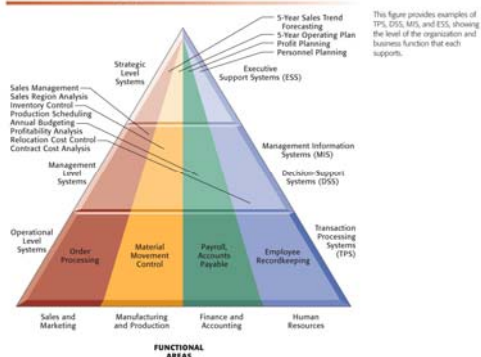 5-Year Sales Trend
Forecasting
5-Year Operating Plan
Profit Planning
Personnel Planning
This figure provides examples of
TPS, DSS, MIS, and ESS, showing
the level of the organization and
business function that each
supports.
Strategic
Level
Systems
Executive
Support Systems (ESS)
Sales Management
Sales Region Analysis
Inventory Control
Production Scheduling
Annual Budgeting
Profitability Analysis
Relocation Cost Control
Contract Cost Analysis
Management
Level
Systems
Management Information
Systems (MIS)
Decision-Support
Systems (DSS)
Operational
Level
Systems
Transaction
Processing
Systems
(TPS)
Order
Processing
Material
Movement
Control
Payroll,
Accounts
Payable
Employee
Recordkeeping
Sales and
Marketing
Manufacturing
and Production
Finance and
Accounting
Human
Resources
FUNCTIONAL
AREAS